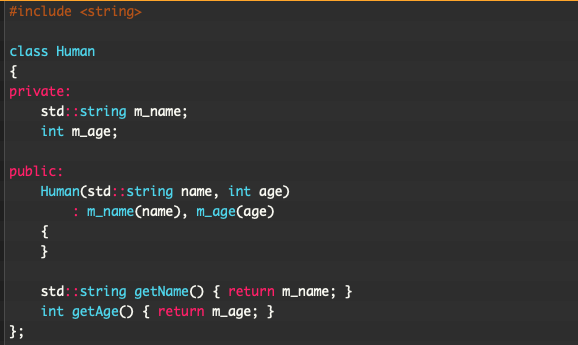 #include <string>

class Human
{
private:
    std::string m_name;
    int m_age;

public:
    Human(std::string name, int age)
        : m_name(name), m_age(age)
    {
    }

    std::string getName() { return m_name; }
    int getAge() { return m_age; }
};